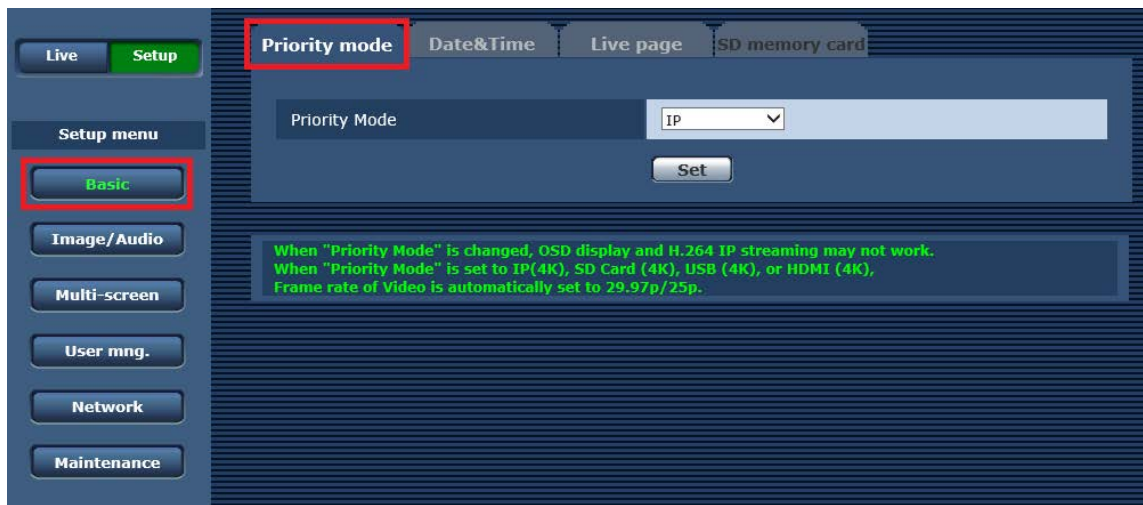 Live Setup
Setup menu
Basic
Image/Audio
Multi-screen
User mng.
Network
Maintenance
Priority mode Date&Time Live page SD memory card
Priority Mode IP
Set
When "Priority Mode" is changed, OSD display and H.264 IP streaming may not work.
When "Priority Mode" is set to IP(4K), SD Card (4K), USB (4K), or HDMI (4K),
Frame rate of Video is automatically set to 29.97p/25p.